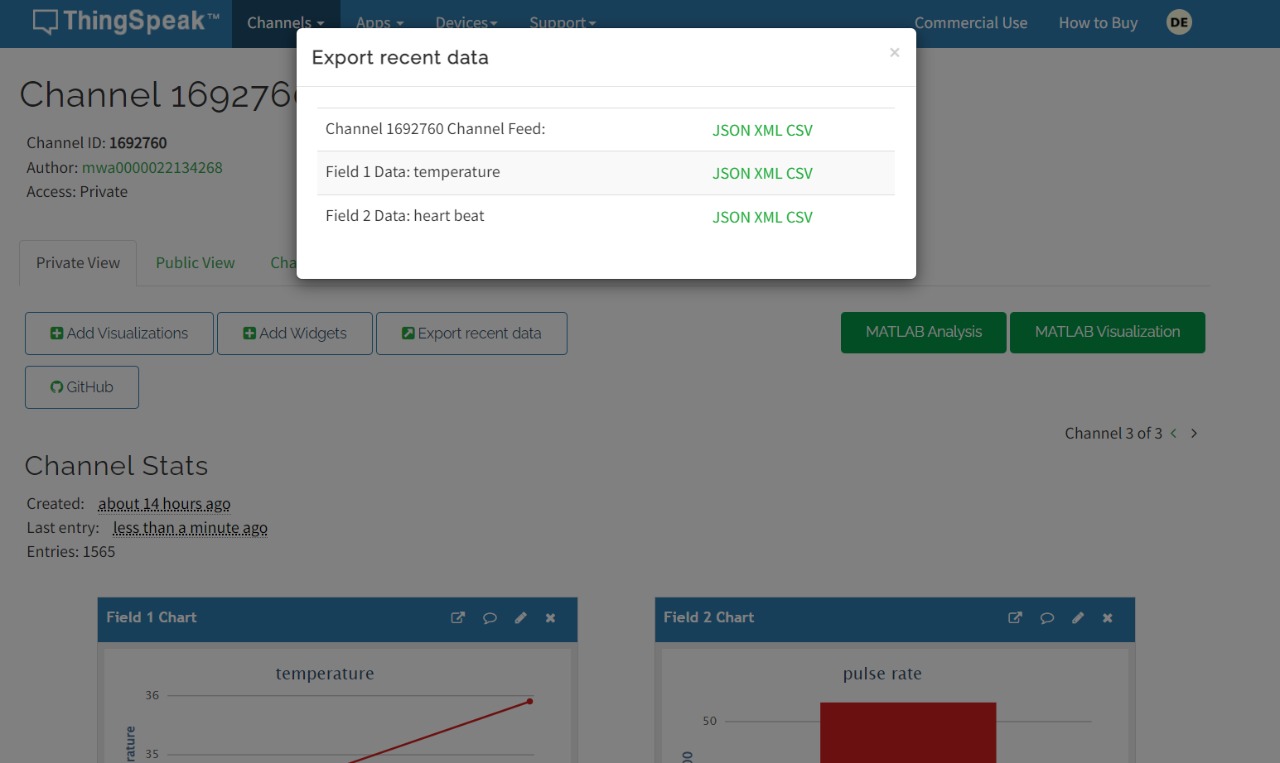 ThingSpeak™ Channels Apps Devices Support Commercial Use How to Buy DE
Export recent data ×
Channel 1692760 Channel Feed: JSON XML CSV
Field 1 Data: temperature JSON XML CSV
Field 2 Data: heart beat JSON XML CSV
Channel 169276
Channel ID: 1692760
Author: mwa0000022134268
Access: Private
Private View Public View Cha
Add Visualizations Add Widgets Export recent data MATLAB Analysis MATLAB Visualization
GitHub
Channel 3 of 3 < >
Channel Stats
Created: about 14 hours ago
Last entry: less than a minute ago
Entries: 1565
Field 1 Chart
temperature
36
35
rature
Field 2 Chart
pulse rate
50